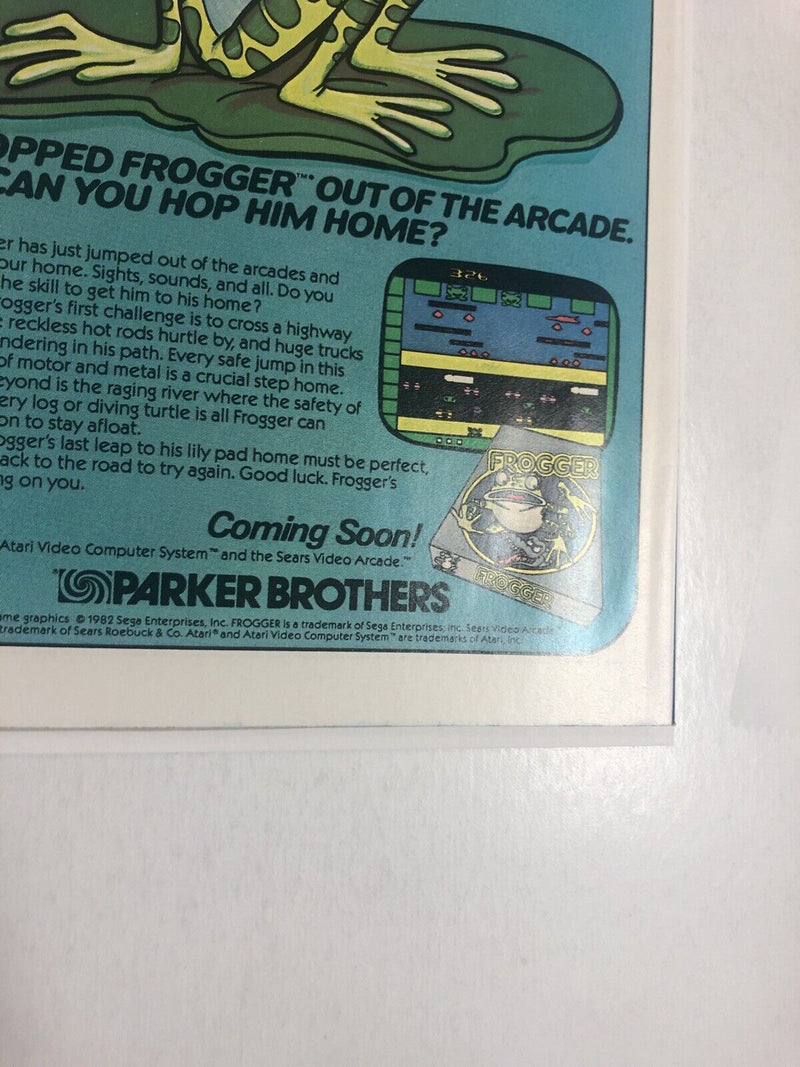 OPPED FROGGER™ OUT OF THE ARCADE.
CAN YOU HOP HIM HOME?
er has just jumped out of the arcades and
our home. Sights, sounds, and all. Do you
he skill to get him to his home?
ogger's first challenge is to cross a highway
reckless hot rods hurtle by, and huge trucks
ndering in his path. Every safe jump in this
of motor and metal is a crucial step home.
eyond is the raging river where the safety of
ery log or diving turtle is all Frogger can
on to stay afloat.
ogger's last leap to his lily pad home must be perfect,
ack to the road to try again. Good luck. Frogger's
ng on you.
326
FROGGER
FROGGER
Coming Soon!
Atari Video Computer System™ and the Sears Video Arcade.™
PARKER BROTHERS
ame graphics © 1982 Sega Enterprises, Inc. FROGGER is a trademark of Sega Enterprises, Inc. Sears Video Arcade
trademark of Sears Roebuck & Co. Atari® and Atari Video Computer System™ are trademarks of Atari, Inc.